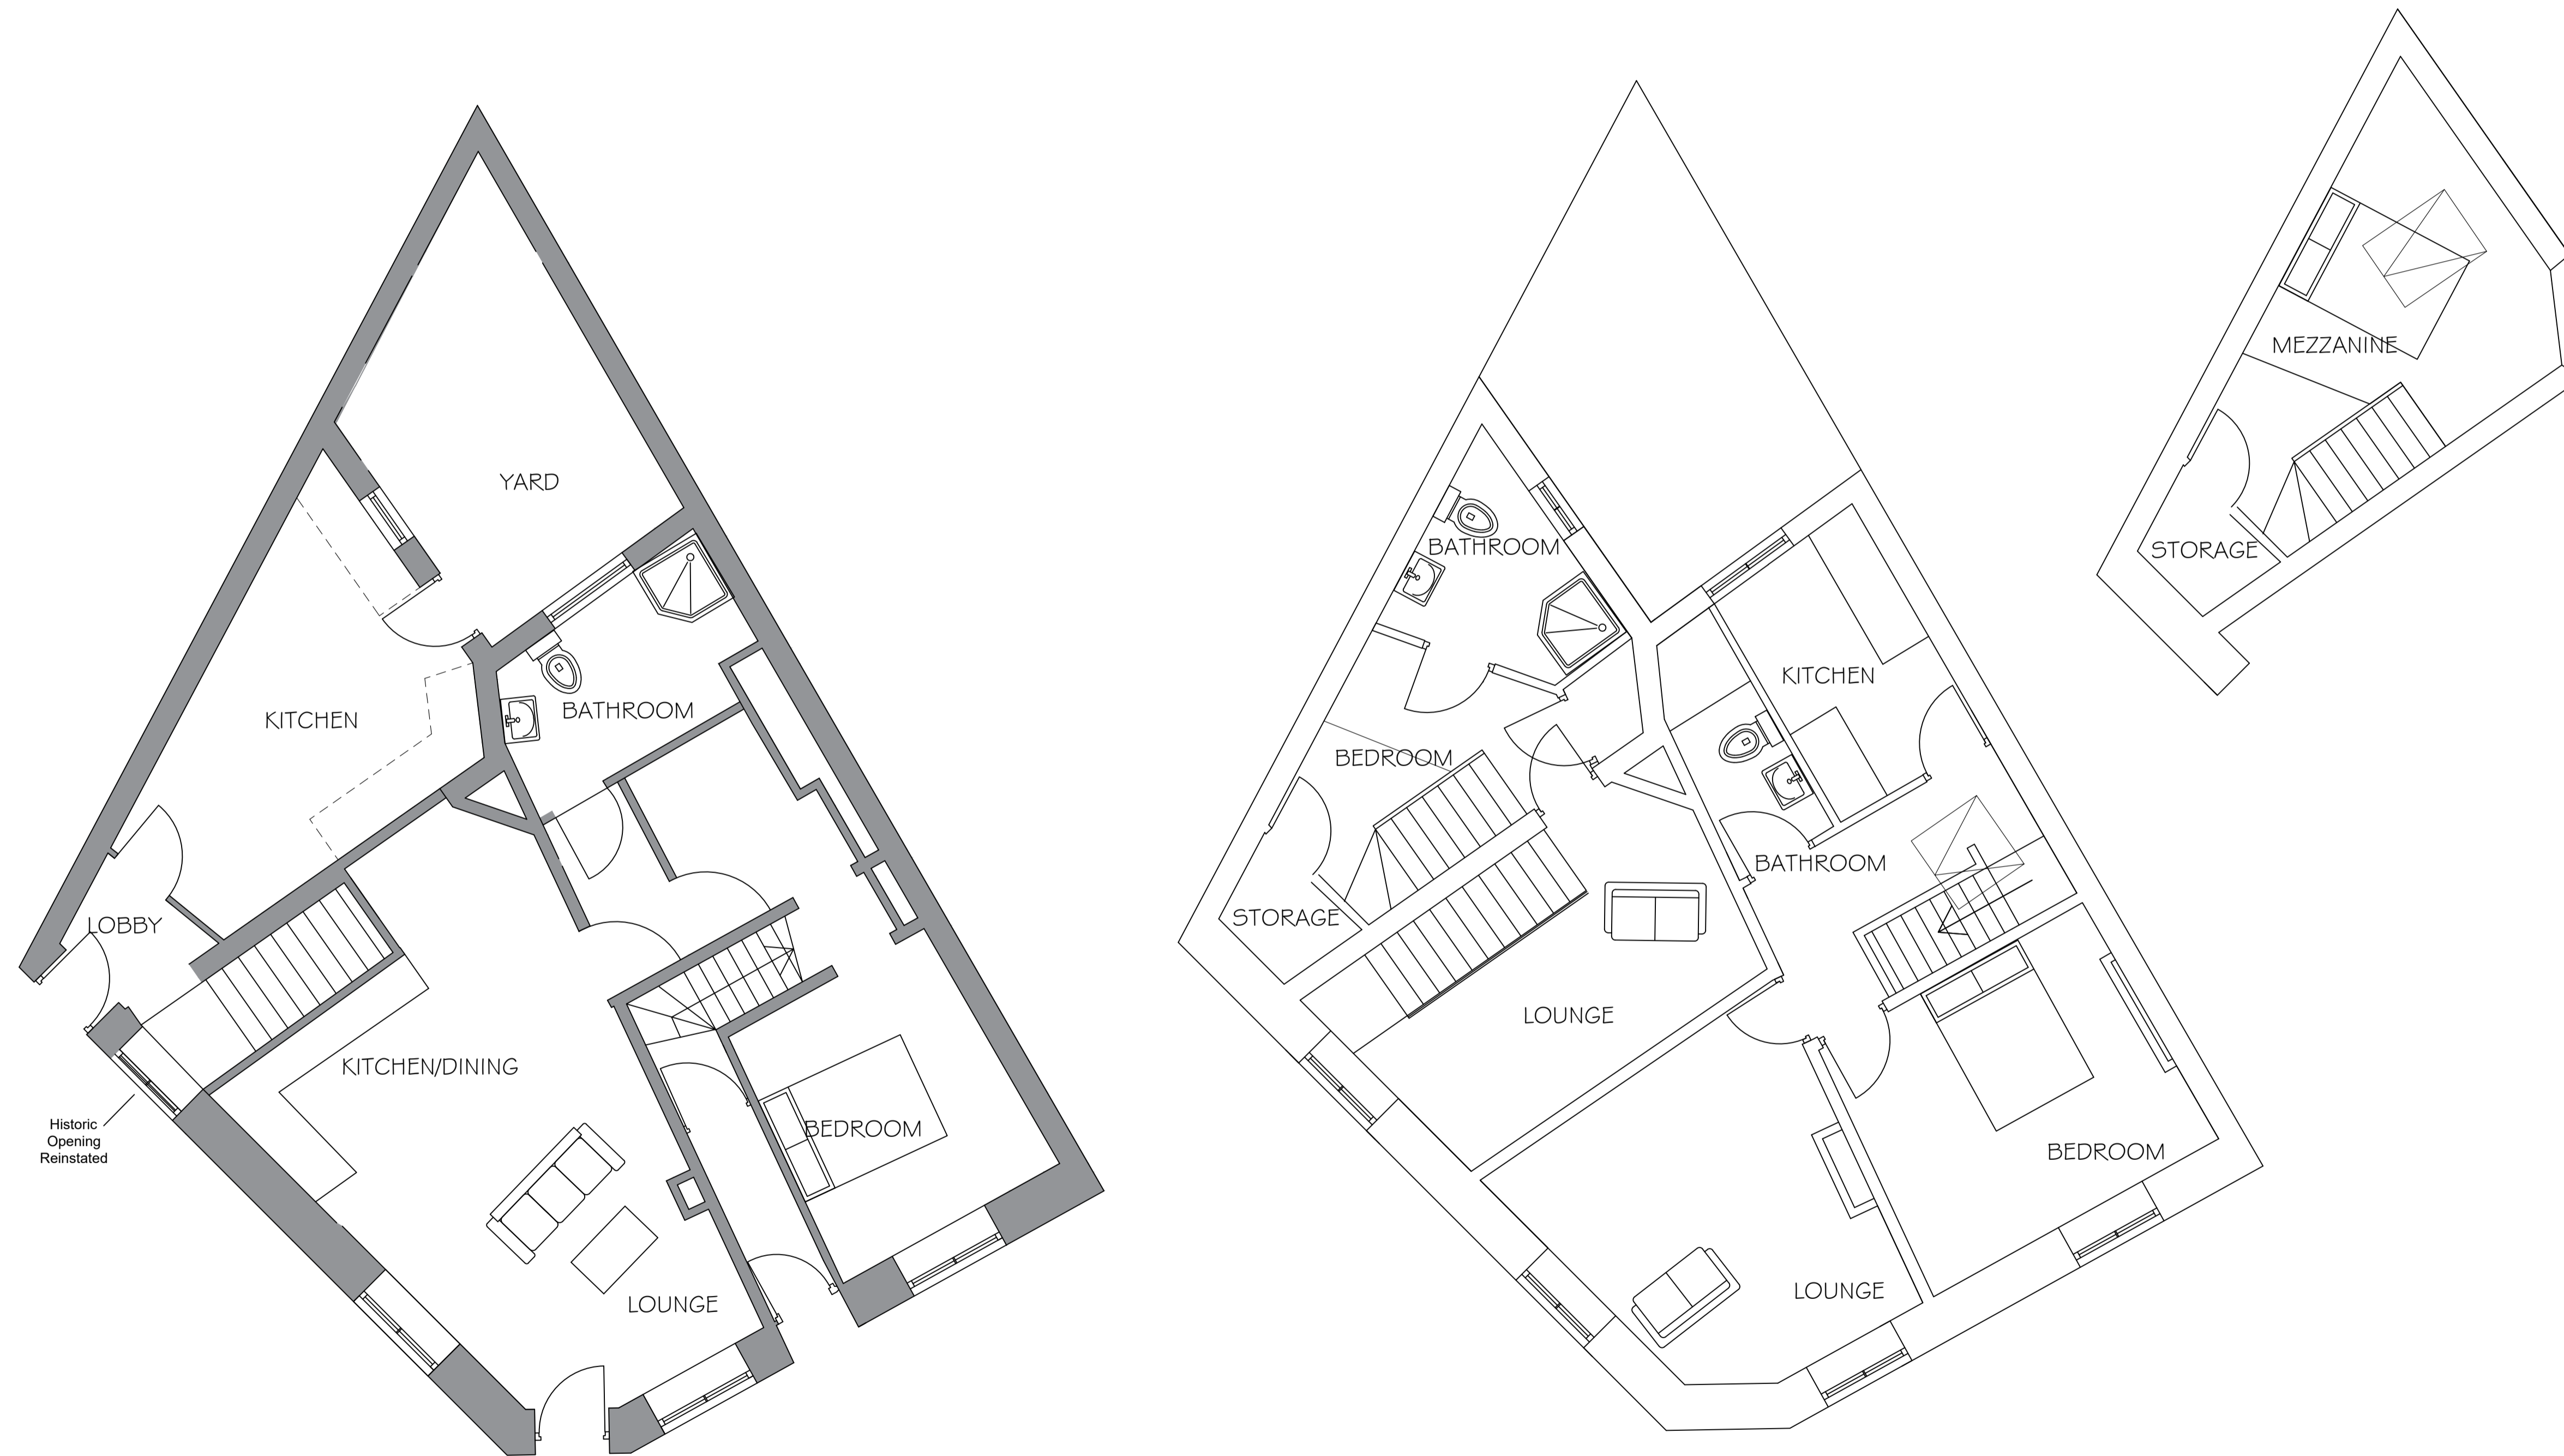 YARD
KITCHEN
BATHROOM
LOBBY
KITCHEN/DINING
Historic
Opening
Reinstated
BEDROOM
LOUNGE
BATHROOM
KITCHEN
BEDROOM
BATHROOM
STORAGE
LOUNGE
BEDROOM
LOUNGE
MEZZANINE
STORAGE